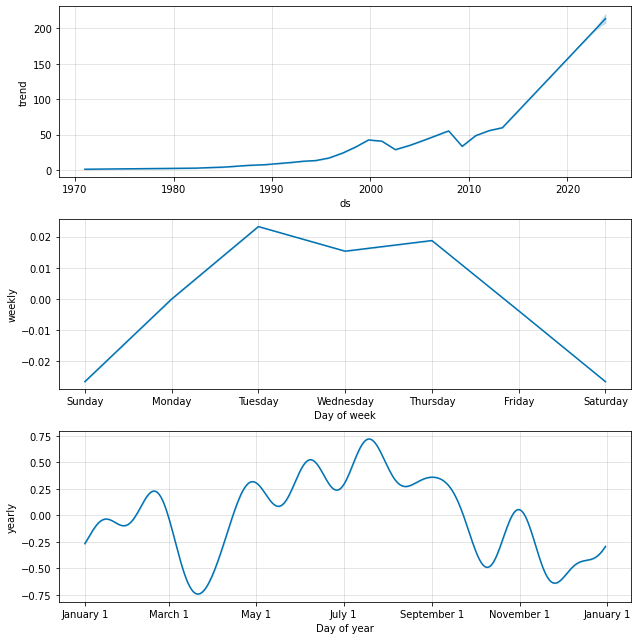 200
150
100
50
0
trend
1970 1980 1990 2000 2010 2020
ds
0.02
0.01
0.00
−0.01
−0.02
weekly
Sunday Monday Tuesday Wednesday Thursday Friday Saturday
Day of week
0.75
0.50
0.25
0.00
−0.25
−0.50
−0.75
yearly
January 1 March 1 May 1 July 1 September 1 November 1 January 1
Day of year